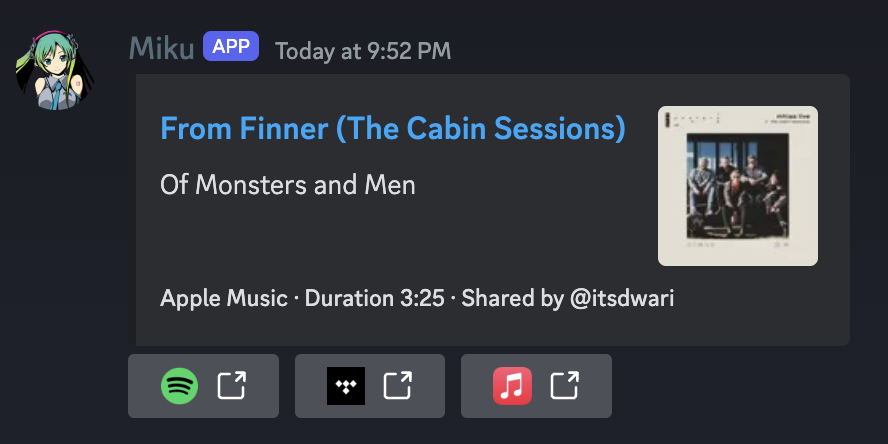 Miku APP Today at 9:52 PM
From Finner (The Cabin Sessions)
Of Monsters and Men
Apple Music · Duration 3:25 · Shared by @itsdwari